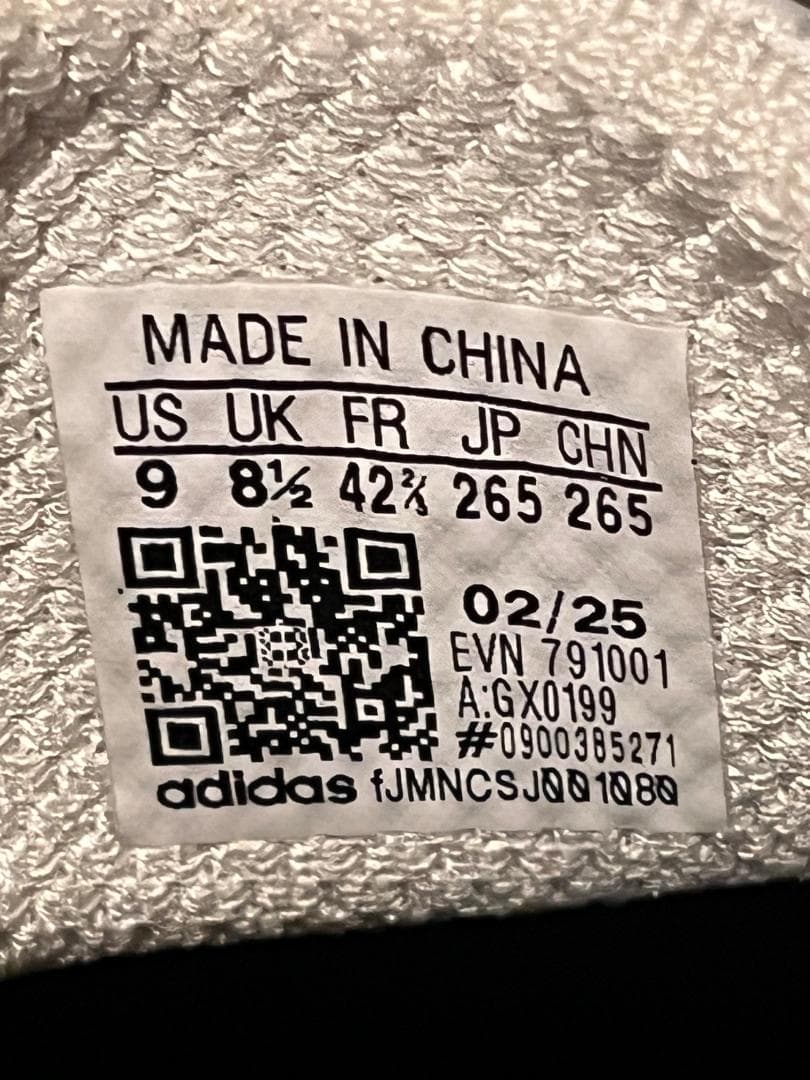 MADE IN CHINA
US UK FR JP CHN
9 8½ 42⅔ 265 265
02/25
EVN 791001
A:GX0199
#0900385271
adidas fJMNCSJ001080